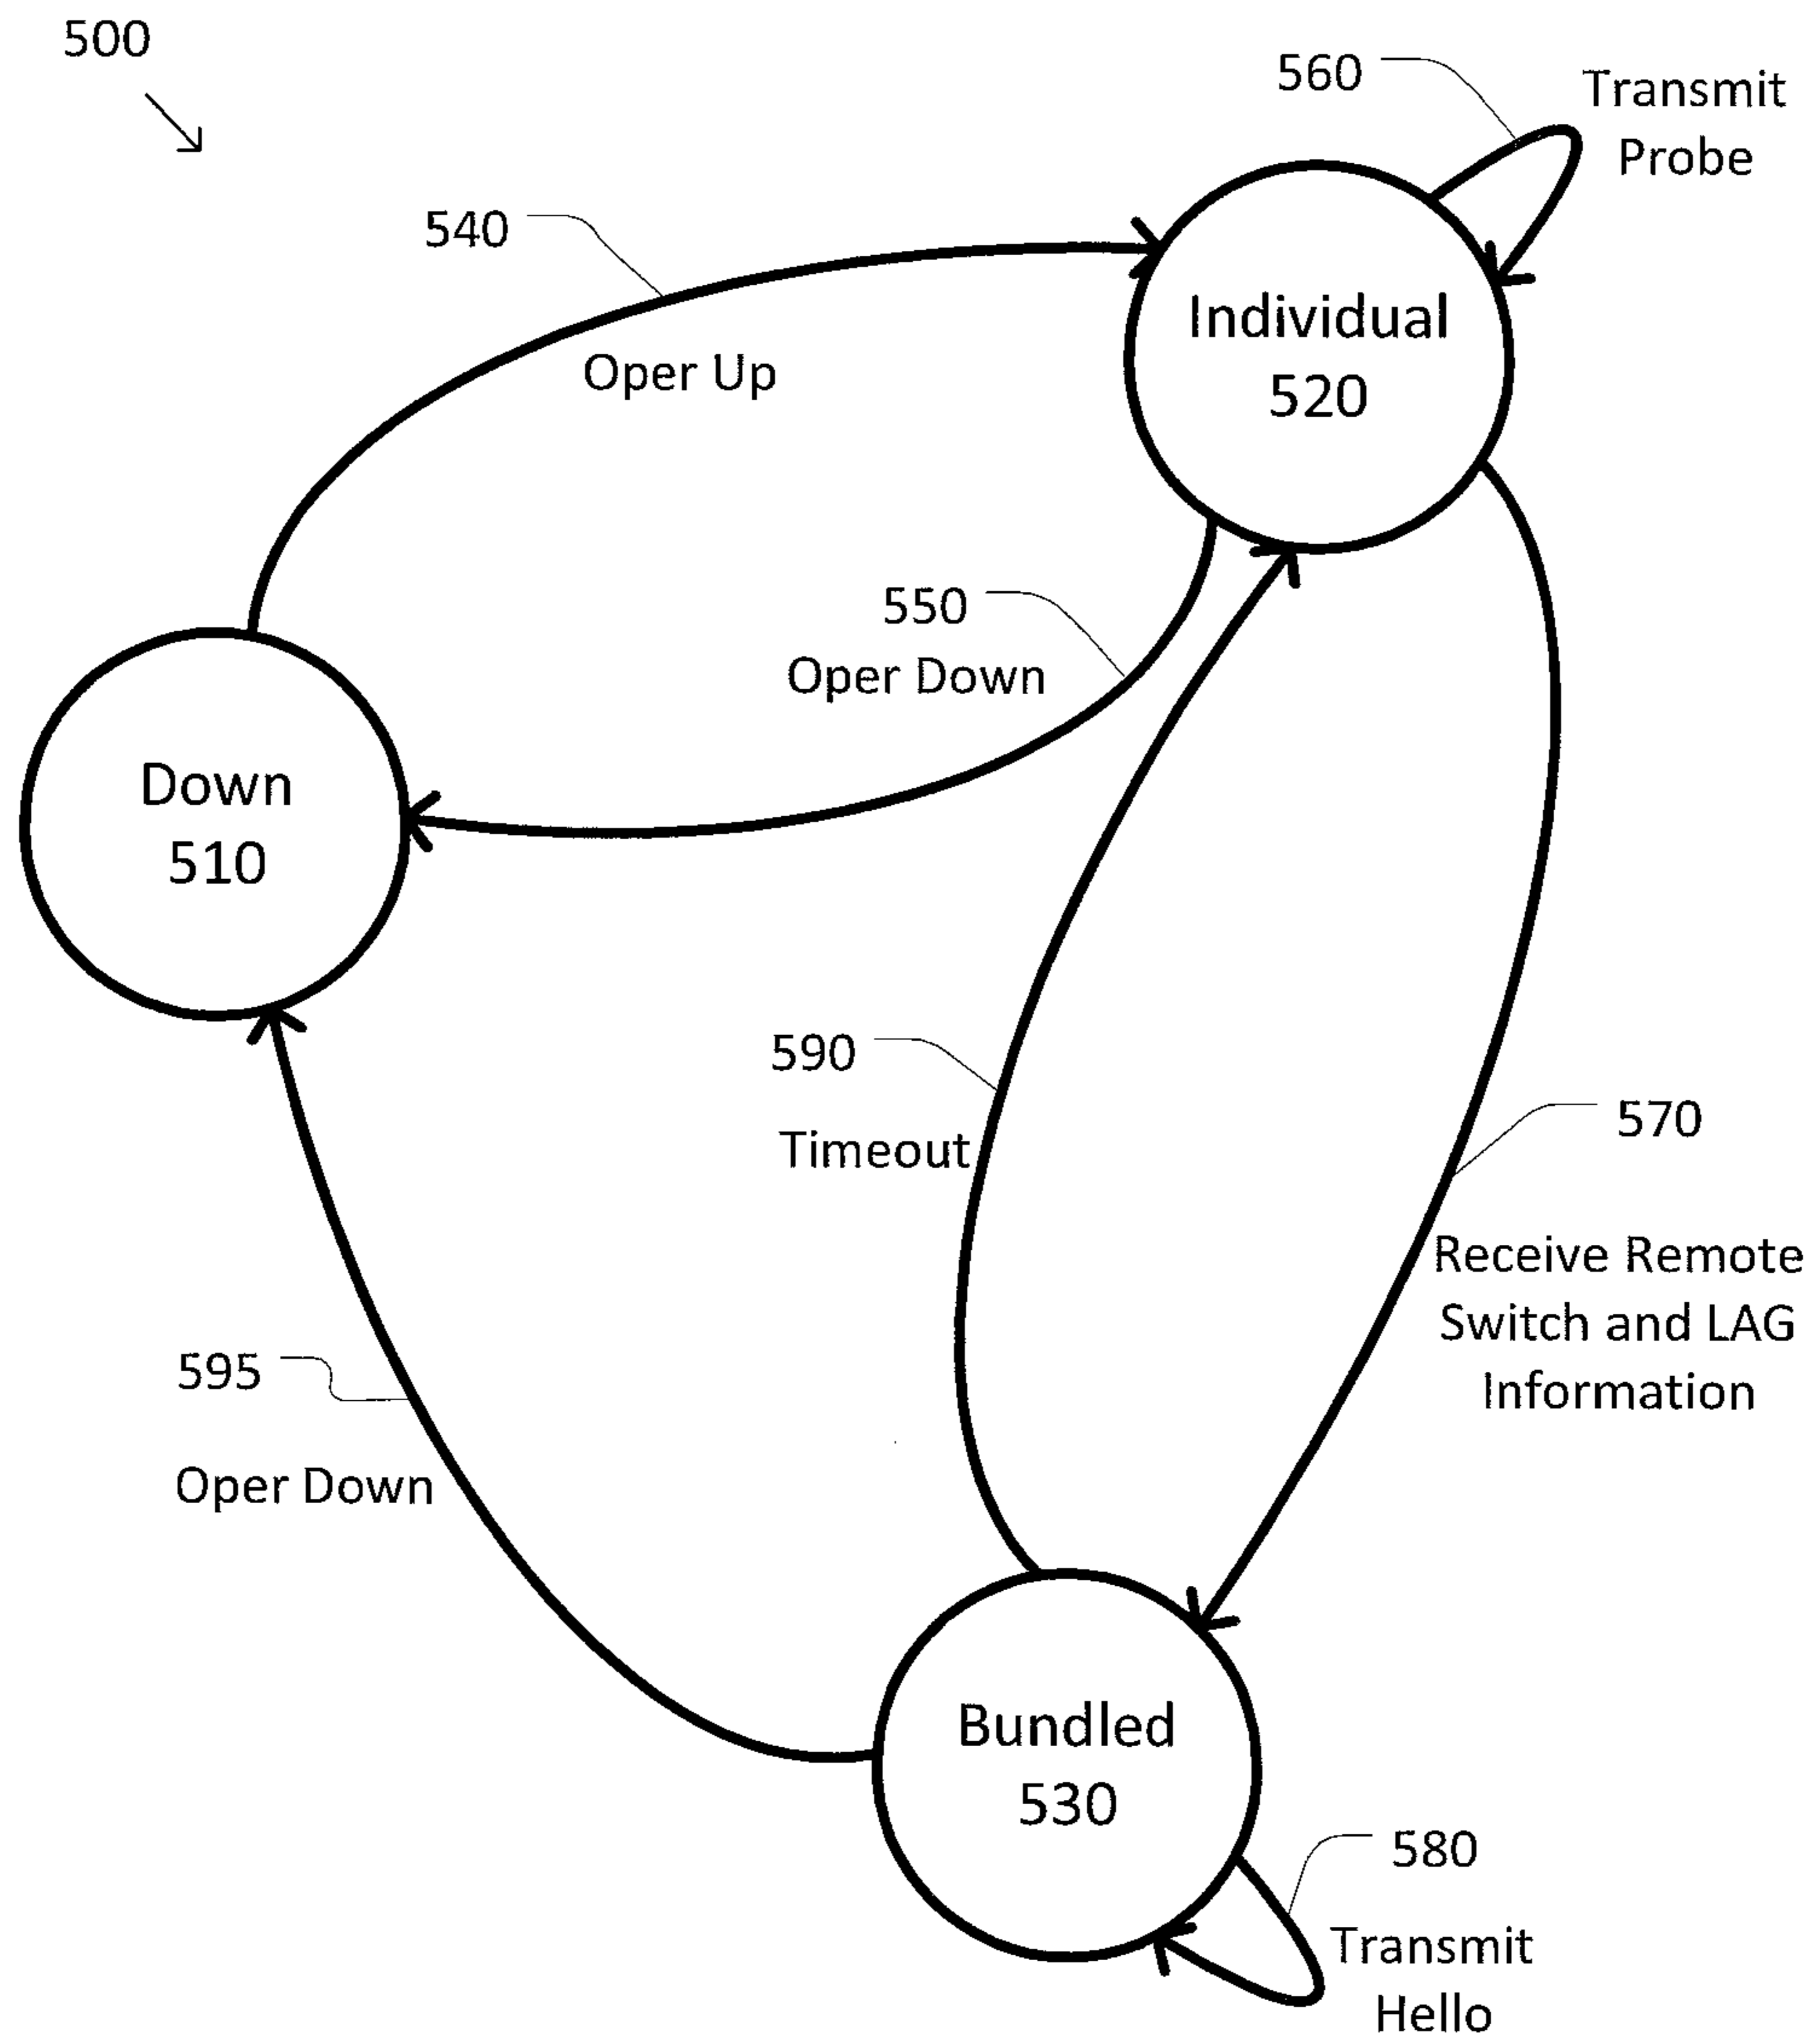 500
560
Transmit
Probe
540
Individual
520
Oper Up
550
Oper Down
Down
510
590
Timeout
570
Receive Remote
Switch and LAG
Information
595
Oper Down
Bundled
530
580
Transmit
Hello